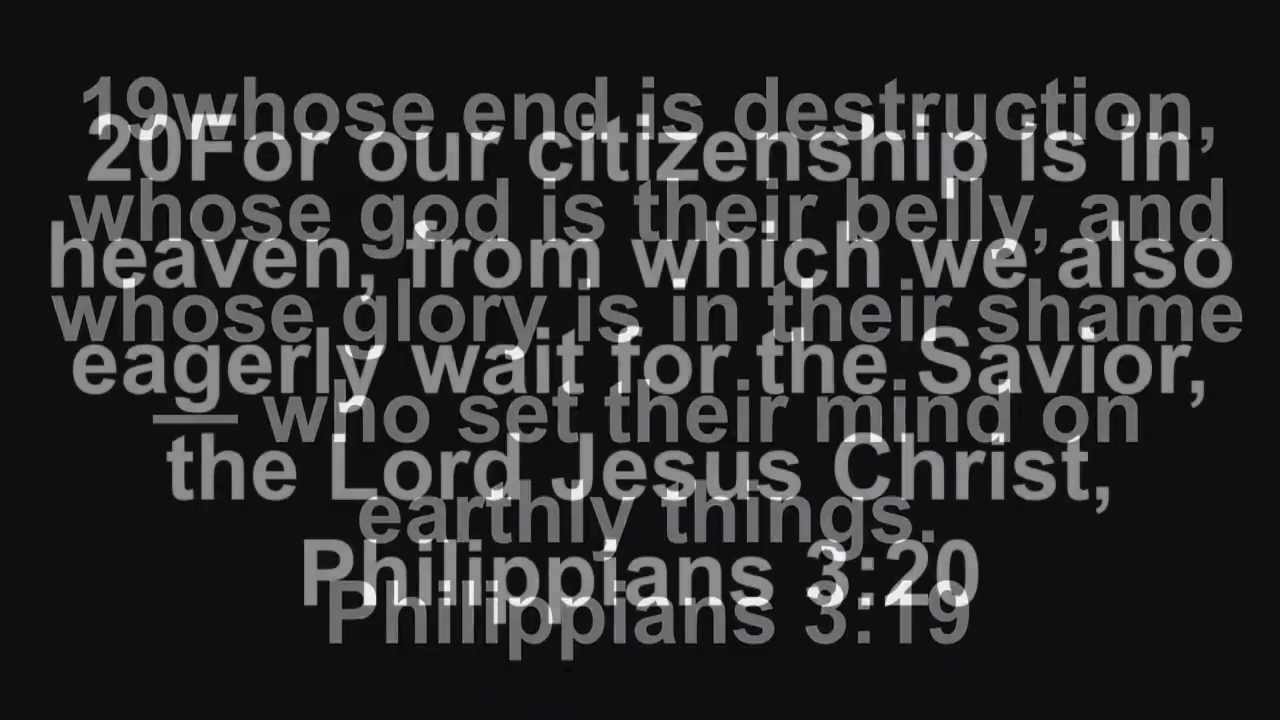 19whose end is destruction,
whose god is their belly, and
whose glory is in their shame
— who set their mind on
earthly things.
Philippians 3:19
20For our citizenship is in
heaven, from which we also
eagerly wait for the Savior,
the Lord Jesus Christ,
Philippians 3:20